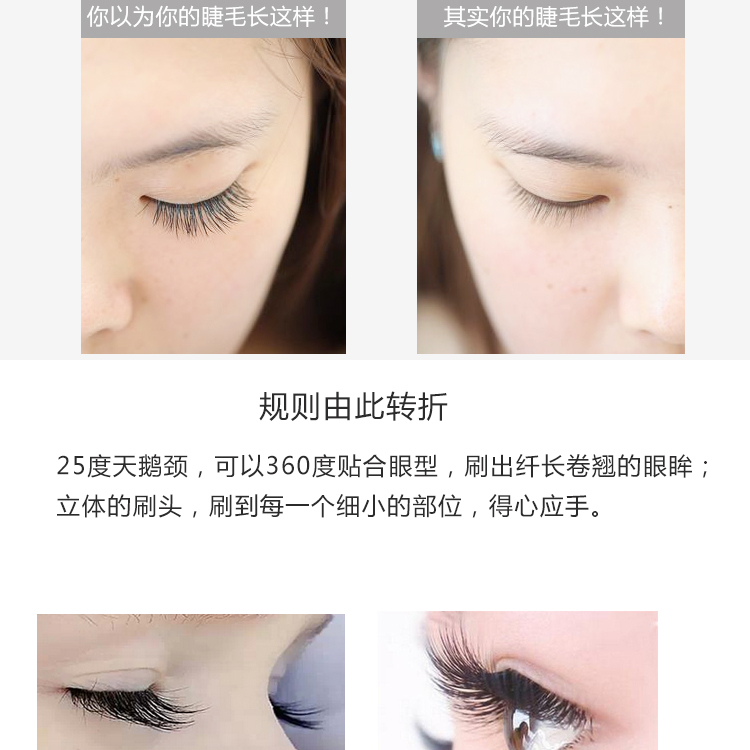 你以为你的睫毛长这样！
其实你的睫毛长这样！
规则由此转折
25度天鹅颈，可以360度贴合眼型，刷出纤长卷翘的眼眸；
立体的刷头，刷到每一个细小的部位，得心应手。